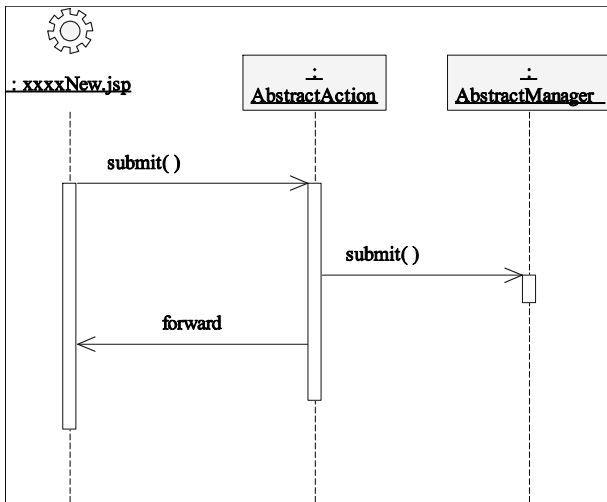 : xxxxNew.jsp
:
AbstractAction
:
AbstractManager
submit( )
submit( )
forward